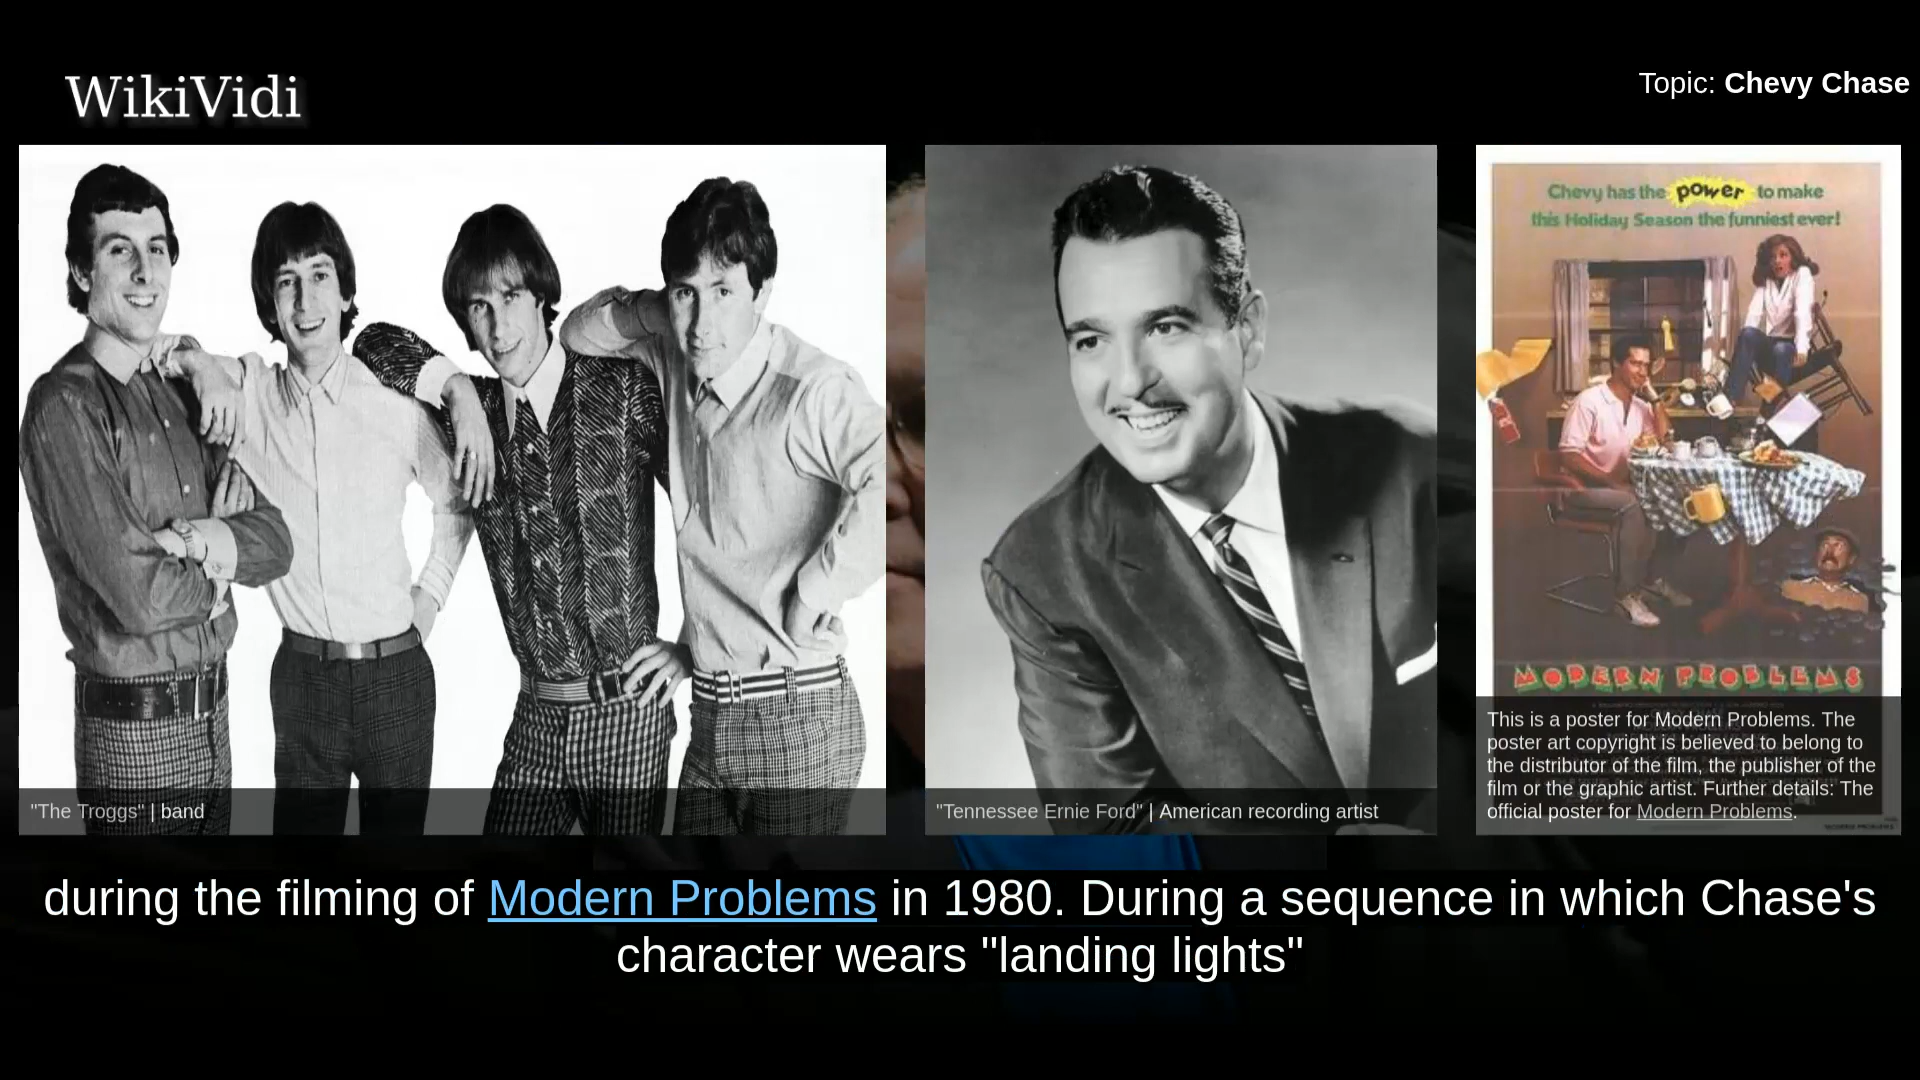 WikiVidi
Topic: Chevy Chase
Chevy has the power to make
this Holiday Season the funniest ever!
MODERN PROBLEMS
"The Troggs" | band
"Tennessee Ernie Ford" | American recording artist
This is a poster for Modern Problems. The
poster art copyright is believed to belong to
the distributor of the film, the publisher of the
film or the graphic artist. Further details: The
official poster for Modern Problems.
during the filming of Modern Problems in 1980. During a sequence in which Chase's
character wears "landing lights"